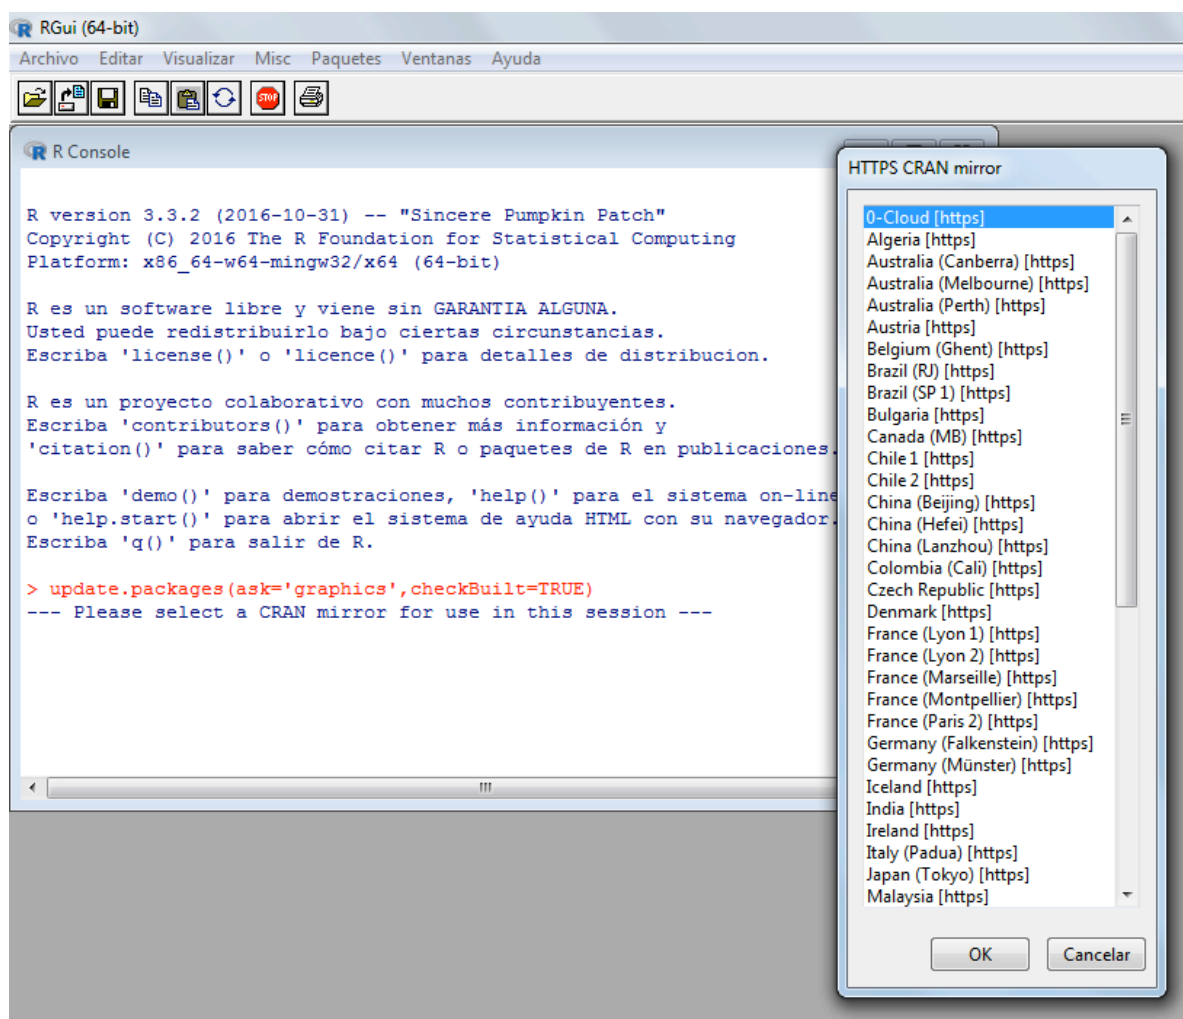 RGui (64-bit)
Archivo Editar Visualizar Misc Paquetes Ventanas Ayuda
STOP
R Console
R version 3.3.2 (2016-10-31) -- "Sincere Pumpkin Patch"
Copyright (C) 2016 The R Foundation for Statistical Computing
Platform: x86_64-w64-mingw32/x64 (64-bit)
R es un software libre y viene sin GARANTIA ALGUNA.
Usted puede redistribuirlo bajo ciertas circunstancias.
Escriba 'license()' o 'licence()' para detalles de distribucion.
R es un proyecto colaborativo con muchos contribuyentes.
Escriba 'contributors()' para obtener más información y
'citation()' para saber cómo citar R o paquetes de R en publicaciones.
Escriba 'demo()' para demostraciones, 'help()' para el sistema on-line
o 'help.start()' para abrir el sistema de ayuda HTML con su navegador.
Escriba 'q()' para salir de R.
> update.packages(ask='graphics',checkBuilt=TRUE)
--- Please select a CRAN mirror for use in this session ---
HTTPS CRAN mirror
0-Cloud [https]
Algeria [https]
Australia (Canberra) [https]
Australia (Melbourne) [https]
Australia (Perth) [https]
Austria [https]
Belgium (Ghent) [https]
Brazil (RJ) [https]
Brazil (SP 1) [https]
Bulgaria [https]
Canada (MB) [https]
Chile 1 [https]
Chile 2 [https]
China (Beijing) [https]
China (Hefei) [https]
China (Lanzhou) [https]
Colombia (Cali) [https]
Czech Republic [https]
Denmark [https]
France (Lyon 1) [https]
France (Lyon 2) [https]
France (Marseille) [https]
France (Montpellier) [https]
France (Paris 2) [https]
Germany (Falkenstein) [https]
Germany (Münster) [https]
Iceland [https]
India [https]
Ireland [https]
Italy (Padua) [https]
Japan (Tokyo) [https]
Malaysia [https]
OK Cancelar